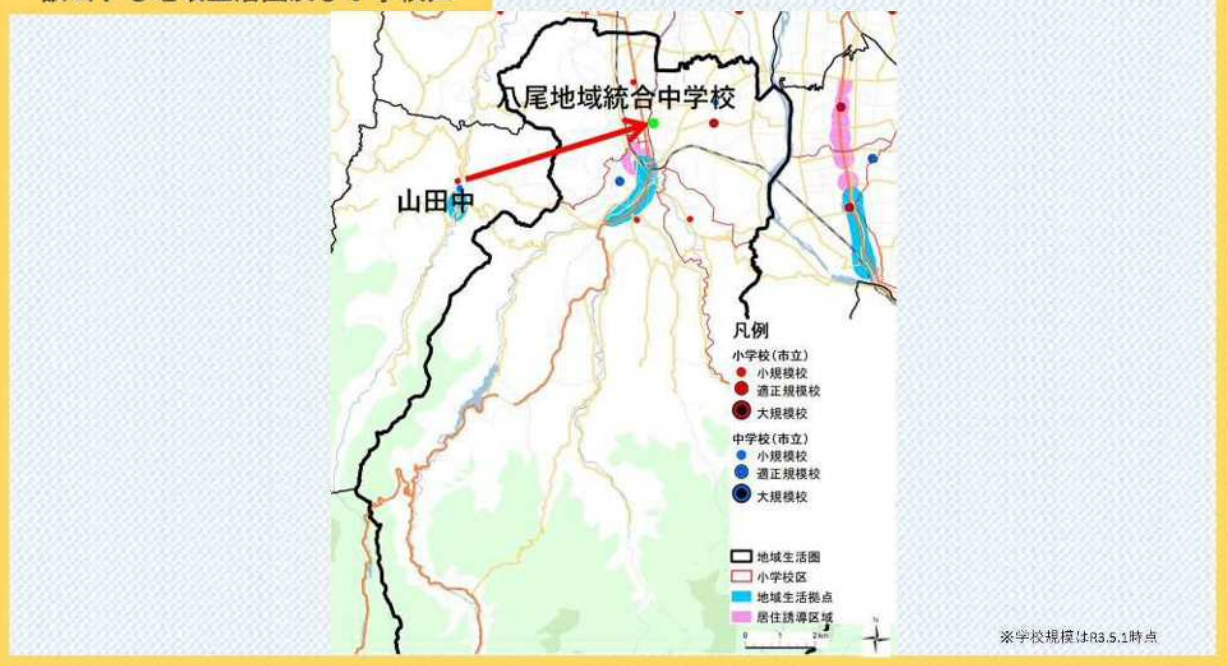 八尾地域統合中学校
山田中
凡例
小学校(市立)
小規模校
適正規模校
大規模校
中学校(市立)
小規模校
適正規模校
大規模校
地域生活圏
小学校区
地域生活拠点
居住誘導区域
N
0 1 2km
※学校規模はR3.5.1時点